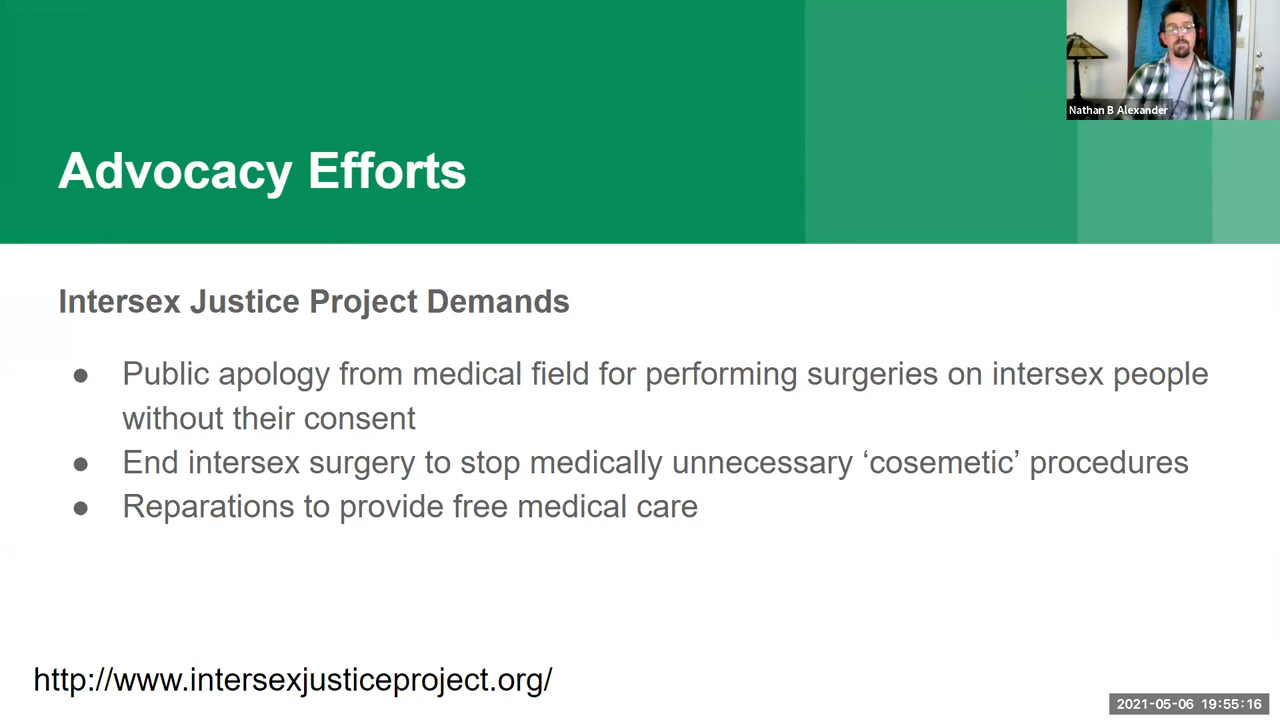 Nathan B Alexander
Advocacy Efforts
Intersex Justice Project Demands
● Public apology from medical field for performing surgeries on intersex people
without their consent
● End intersex surgery to stop medically unnecessary ‘cosemetic’ procedures
● Reparations to provide free medical care
http://www.intersexjusticeproject.org/
2021-05-06 19:55:16